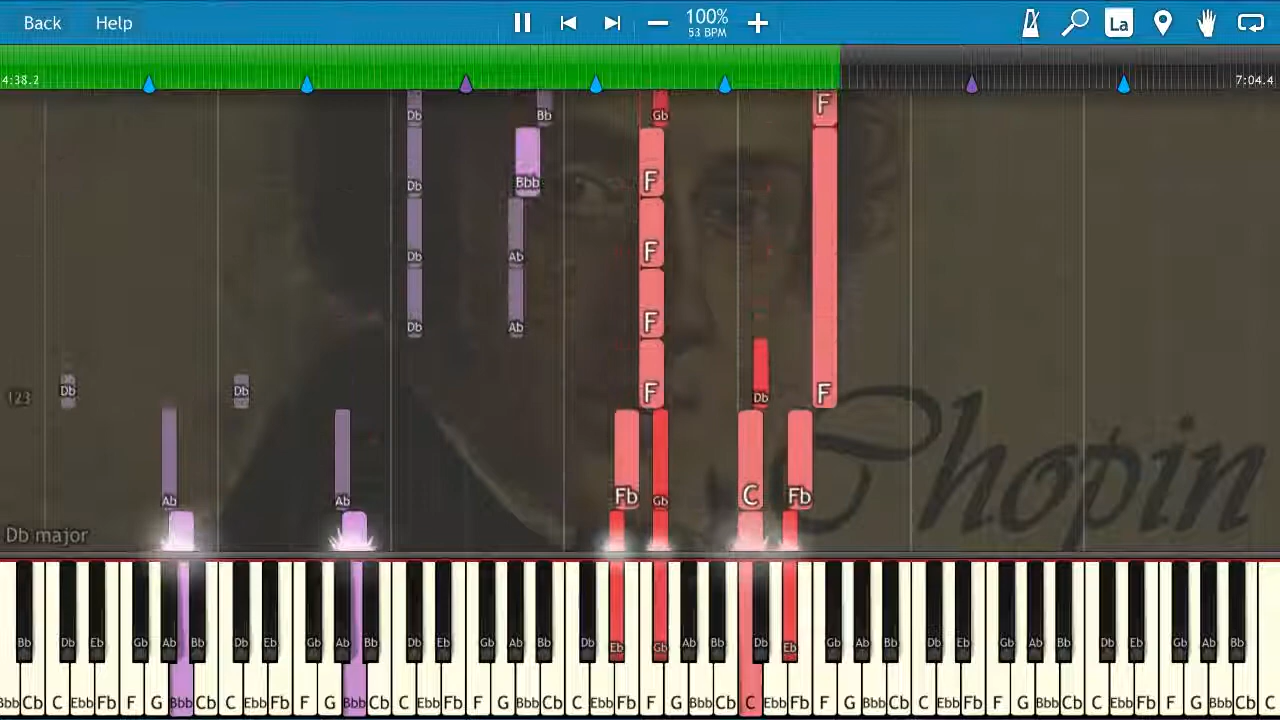 Back Help 100% La
53 BPM
4:38.2 7:04.4
F
Db Bb Gb
Db Bbb F
Db Ab F
Db Ab F
Db Db Db F F
123
Ab Ab Fb Gb C Fb
Chopin
Db major
Bb Db Eb Gb Ab Bb Db Eb Gb Ab Bb Db Eb Gb Ab Bb Db Eb Gb Ab Bb Db Eb Gb Ab Bb Db Eb Gb Ab Bb Db Eb Gb Ab Bb
Bbb Cb C Ebb Fb F G Bbb Cb C Ebb Fb F G Bbb Cb C Ebb Fb F G Bbb Cb C Ebb Fb F G Bbb Cb C Ebb Fb F G Bbb Cb C Ebb Fb F G Bbb Cb C Ebb Fb F G Bbb Cb C